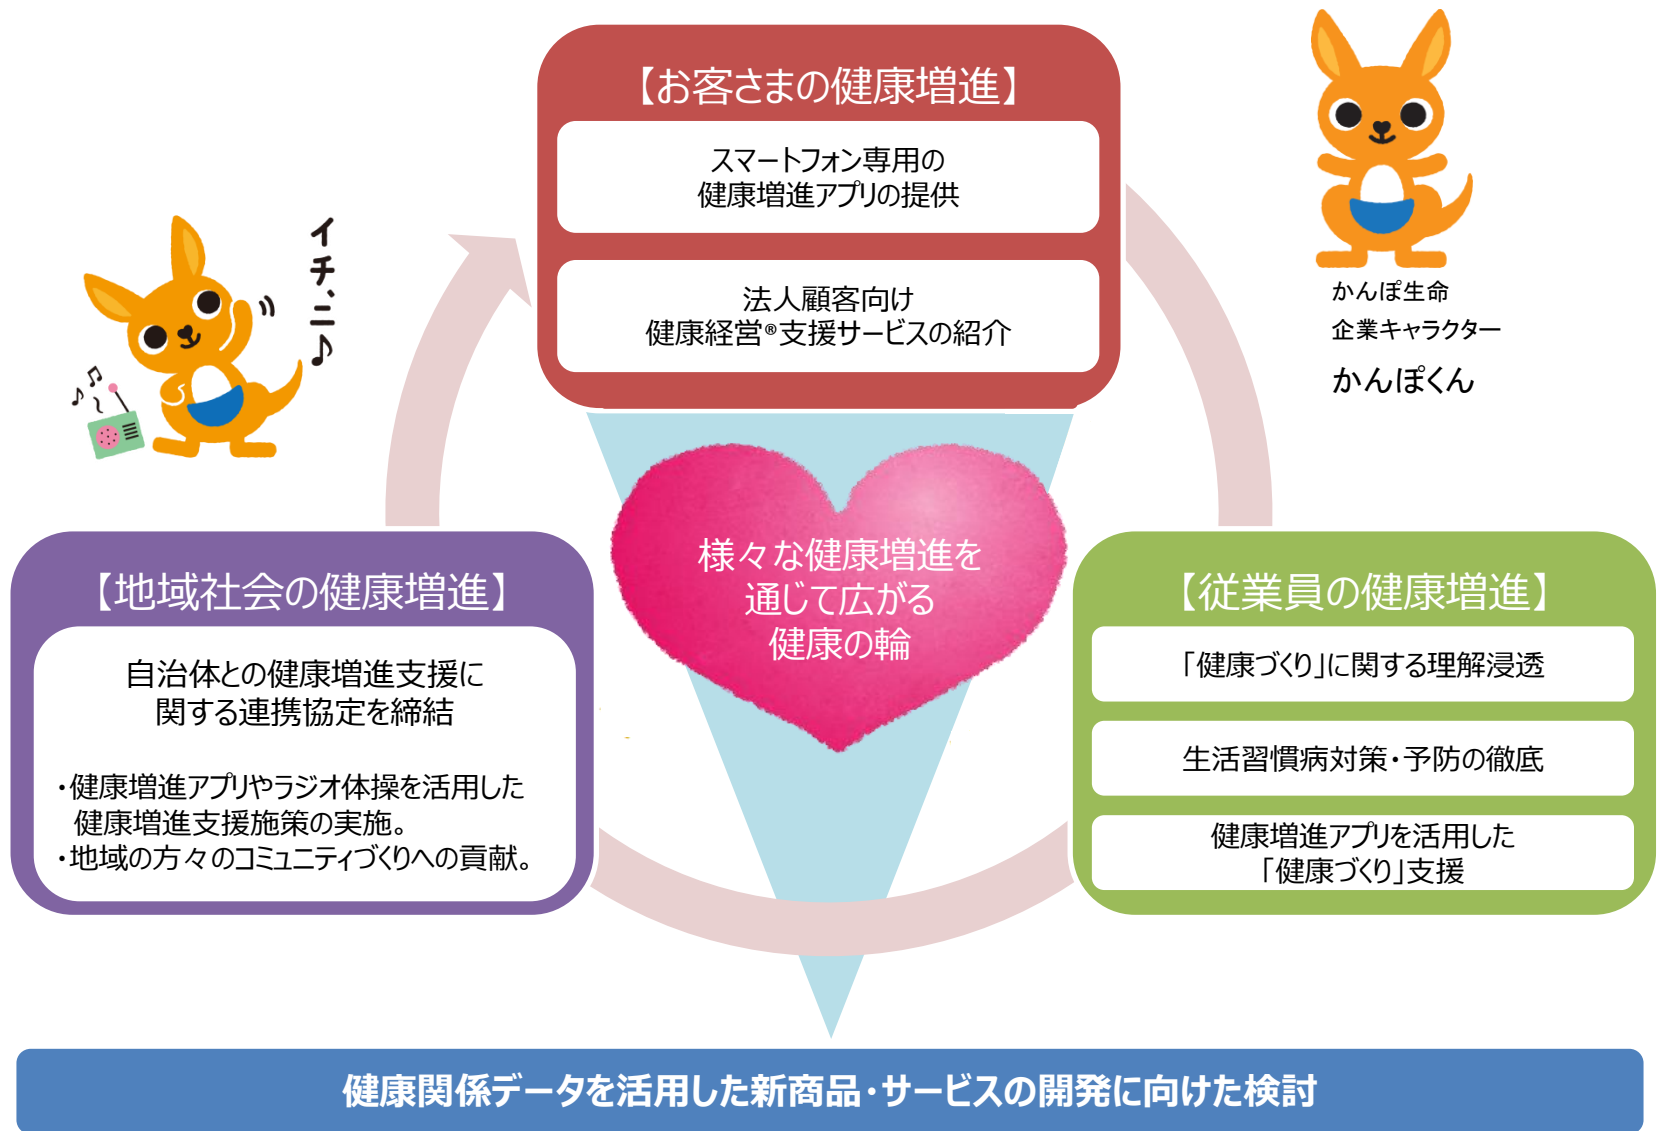 【お客さまの健康増進】
スマートフォン専用の
健康増進アプリの提供
法人顧客向け
健康経営®支援サービスの紹介
イチ、ニ♪
かんぽ生命
企業キャラクター
かんぽくん
様々な健康増進を
通じて広がる
健康の輪
【地域社会の健康増進】
自治体との健康増進支援に
関する連携協定を締結
・健康増進アプリやラジオ体操を活用した
健康増進支援施策の実施。
・地域の方々のコミュニティづくりへの貢献。
【従業員の健康増進】
「健康づくり」に関する理解浸透
生活習慣病対策・予防の徹底
健康増進アプリを活用した
「健康づくり」支援
健康関係データを活用した新商品・サービスの開発に向けた検討